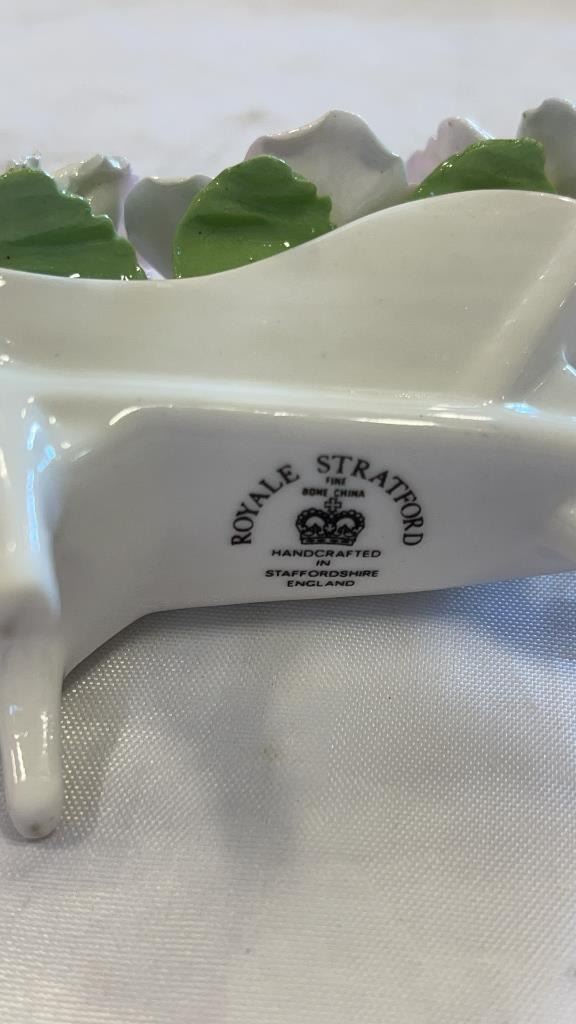 ROYALE STRATFORD
FINE
BONE CHINA
HANDCRAFTED
IN
STAFFORDSHIRE
ENGLAND